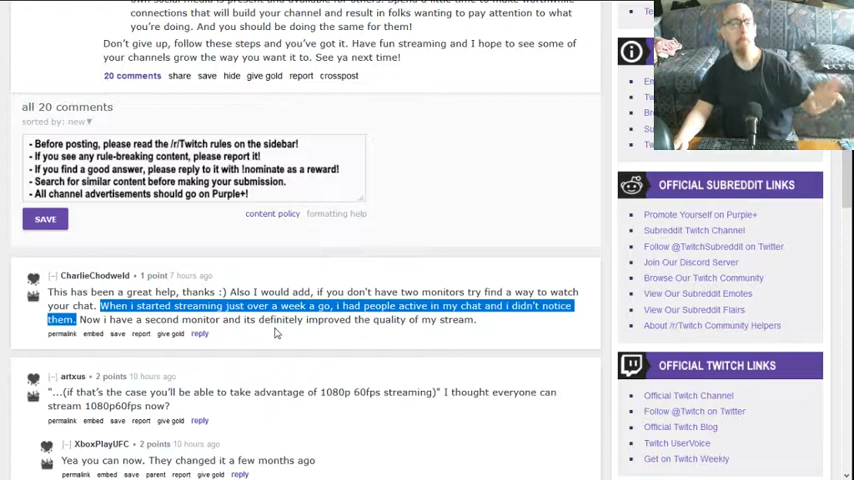 own social media is present and available for others. Spend a little time to make worthwhile
connections that will build your channel and result in folks wanting to pay attention to what
you're doing. And you should be doing the same for them!
Don't give up, follow these steps and you've got it. Have fun streaming and I hope to see some of
your channels grow the way you want it to. See ya next time!
20 comments share save hide give gold report crosspost
all 20 comments
sorted by: new▼
- Before posting, please read the /r/Twitch rules on the sidebar!
- If you see any rule-breaking content, please report it!
- If you find a good answer, please reply to it with !nominate as a reward!
- Search for similar content before making your submission.
- All channel advertisements should go on Purple+!
SAVE
content policy formatting help
[–] CharlieChodweld • 1 point 7 hours ago
This has been a great help, thanks :) Also I would add, if you don't have two monitors try find a way to watch
your chat. When i started streaming just over a week a go, i had people active in my chat and i didn't notice
them. Now i have a second monitor and its definitely improved the quality of my stream.
permalink embed save report give gold reply
[–] artxus • 2 points 10 hours ago
"...(if that's the case you'll be able to take advantage of 1080p 60fps streaming)" I thought everyone can
stream 1080p60fps now?
permalink embed save report give gold reply
[–] XboxPlayUFC • 2 points 10 hours ago
Yea you can now. They changed it a few months ago
permalink embed save parent report give gold reply
OFFICIAL SUBREDDIT LINKS
Promote Yourself on Purple+
Subreddit Twitch Channel
Follow @TwitchSubreddit on Twitter
Join Our Discord Server
Browse Our Twitch Community
View Our Subreddit Emotes
View Our Subreddit Flairs
About /r/Twitch Community Helpers
OFFICIAL TWITCH LINKS
Official Twitch Channel
Follow @Twitch on Twitter
Official Twitch Blog
Twitch UserVoice
Get on Twitch Weekly